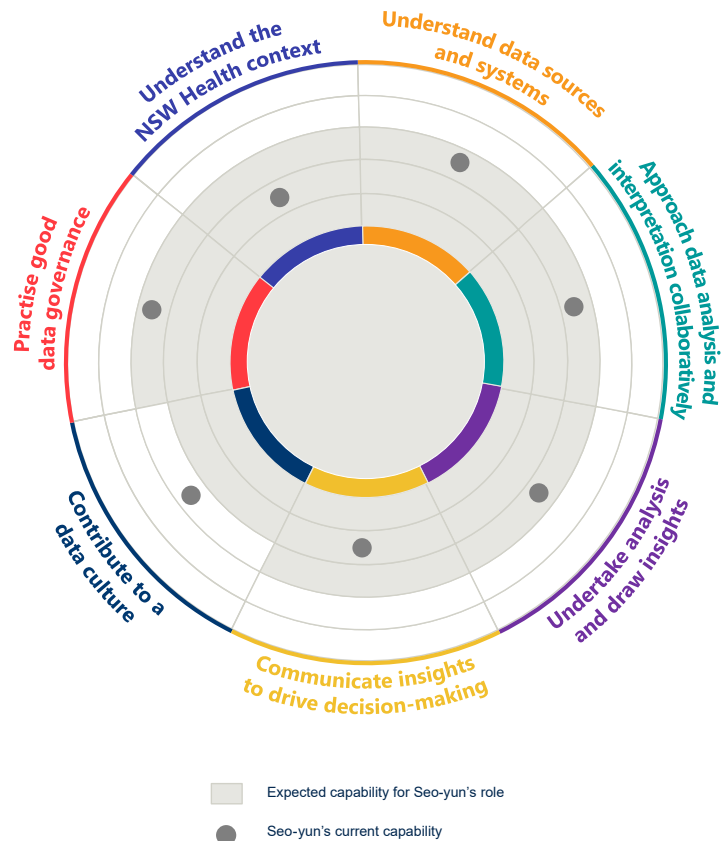 Understand the
NSW Health context
Understand data sources
and systems
Approach data analysis and
interpretation collaboratively
Practise good
data governance
Contribute to a
data culture
Undertake analysis
and draw insights
Communicate insights
to drive decision-making
Expected capability for Seo-yun’s role
Seo-yun’s current capability